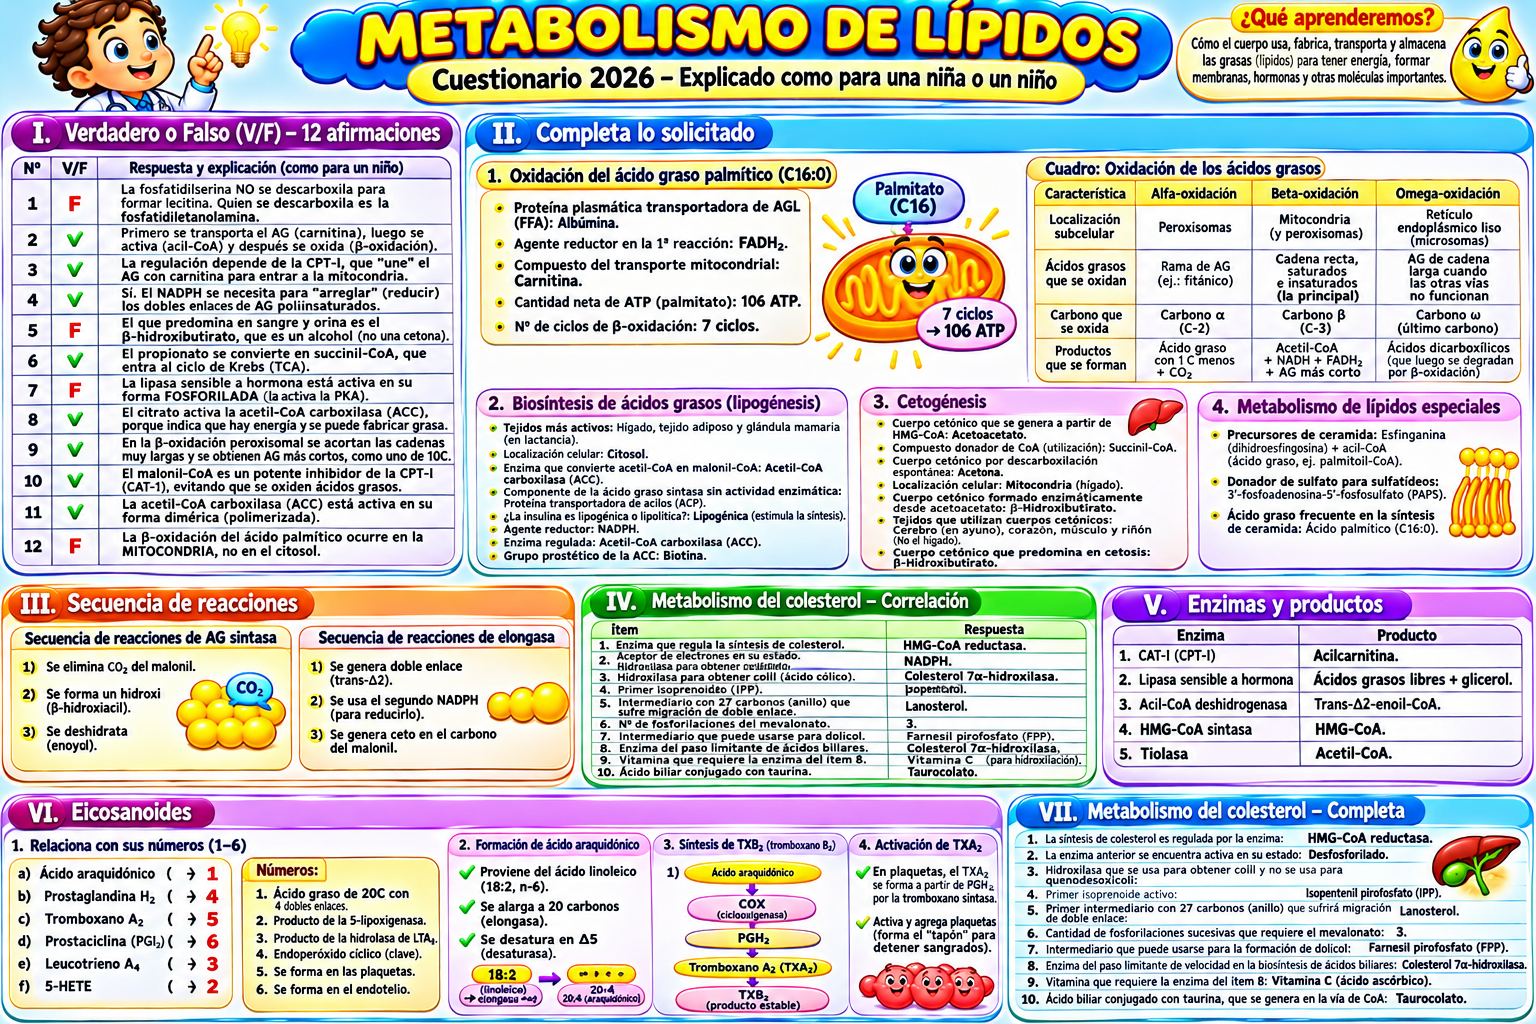 METABOLISMO DE LÍPIDOS
Cuestionario 2026 – Explicado como para una niña o un niño
¿Qué aprenderemos?
Cómo el cuerpo usa, fabrica, transporta y almacena
las grasas (lípidos) para tener energía, formar
membranas, hormonas y otras moléculas importantes.
I. Verdadero o Falso (V/F) – 12 afirmaciones
Nº V/F Respuesta y explicación (como para un niño)
1 F La fosfatidilserina NO se descarboxila para
formar lecitina. Quien se descarboxila es la
fosfatidiletanolamina.
2 ✓ Primero se transporta el AG (carnitina), luego se
activa (acil-CoA) y después se oxida (β-oxidación).
3 ✓ La regulación depende de la CPT-I, que "une" el
AG con carnitina para entrar a la mitocondria.
4 ✓ Sí. El NADPH se necesita para "arreglar" (reducir)
los dobles enlaces de AG poliinsaturados.
5 F El que predomina en sangre y orina es el
β-hidroxibutirato, que es un alcohol (no una cetona).
6 ✓ El propionato se convierte en succinil-CoA, que
entra al ciclo de Krebs (TCA).
7 F La lipasa sensible a hormona está activa en su
forma FOSFORILADA (la activa la PKA).
8 ✓ El citrato activa la acetil-CoA carboxilasa (ACC),
porque indica que hay energía y se puede fabricar grasa.
9 ✓ En la β-oxidación peroxisomal se acortan las cadenas
muy largas y se obtienen AG más cortos, como uno de 10C.
10 ✓ El malonil-CoA es un potente inhibidor de la CPT-I
(CAT-1), evitando que se oxiden ácidos grasos.
11 ✓ La acetil-CoA carboxilasa (ACC) está activa en su
forma dimérica (polimerizada).
12 F La β-oxidación del ácido palmítico ocurre en la
MITOCONDRIA, no en el citosol.
II. Completa lo solicitado
1. Oxidación del ácido graso palmítico (C16:0)
• Proteína plasmática transportadora de AGL
(FFA): Albúmina.
• Agente reductor en la 1ª reacción: FADH₂.
• Compuesto del transporte mitocondrial:
Carnitina.
• Cantidad neta de ATP (palmitato): 106 ATP.
• Nº de ciclos de β-oxidación: 7 ciclos.
Palmitato
(C16)
7 ciclos
→ 106 ATP
Cuadro: Oxidación de los ácidos grasos
Característica Alfa-oxidación Beta-oxidación Omega-oxidación
Localización subcelular Peroxisomas Mitocondria (y peroxisomas) Retículo endoplásmico liso (microsomas)
Ácidos grasos que se oxidan Rama de AG (ej.: fitánico) Cadena recta, saturados e insaturados (la principal) AG de cadena larga cuando las otras vías no funcionan
Carbono que se oxida Carbono α (C-2) Carbono β (C-3) Carbono ω (último carbono)
Productos que se forman Ácido graso con 1 C menos + CO₂ Acetil-CoA + NADH + FADH₂ + AG más corto Ácidos dicarboxílicos (que luego se degradan por β-oxidación)
2. Biosíntesis de ácidos grasos (lipogénesis)
• Tejidos más activos: Hígado, tejido adiposo y glándula mamaria
(en lactancia).
• Localización celular: Citosol.
• Enzima que convierte acetil-CoA en malonil-CoA: Acetil-CoA
carboxilasa (ACC).
• Componente de la ácido graso sintasa sin actividad enzimática:
Proteína transportadora de acilos (ACP).
• ¿La insulina es lipogénica o lipolítica?: Lipogénica (estimula la síntesis).
• Agente reductor: NADPH.
• Enzima regulada: Acetil-CoA carboxilasa (ACC).
• Grupo prostético de la ACC: Biotina.
3. Cetogénesis
• Cuerpo cetónico que se genera a partir de
HMG-CoA: Acetoacetato.
• Compuesto donador de CoA (utilización): Succinil-CoA.
• Cuerpo cetónico por descarboxilación
espontánea: Acetona.
• Localización celular: Mitocondria (hígado).
• Cuerpo cetónico formado enzimáticamente
desde acetoacetato: β-Hidroxibutirato.
• Tejidos que utilizan cuerpos cetónicos:
Cerebro (en ayuno), corazón, músculo y riñón
(No el hígado).
• Cuerpo cetónico que predomina en cetosis:
β-Hidroxibutirato.
4. Metabolismo de lípidos especiales
• Precursores de ceramida: Esfinganina
(dihidroesfingosina) + acil-CoA
(ácido graso, ej. palmitoil-CoA).
• Donador de sulfato para sulfatídeos:
3'-fosfoadenosina-5'-fosfosulfato (PAPS).
• Ácido graso frecuente en la síntesis
de ceramida: Ácido palmítico (C16:0).
III. Secuencia de reacciones
Secuencia de reacciones de AG sintasa
1) Se elimina CO₂ del malonil.
2) Se forma un hidroxi
(β-hidroxiacil).
3) Se deshidrata
(enoyol).
CO₂
Secuencia de reacciones de elongasa
1) Se genera doble enlace
(trans-Δ2).
2) Se usa el segundo NADPH
(para reducirlo).
3) Se genera ceto en el carbono
del malonil.
IV. Metabolismo del colesterol – Correlación
ítem Respuesta
1. Enzima que regula la síntesis de colesterol. HMG-CoA reductasa.
2. Aceptor de electrones en su estado. NADPH.
Hidroxilasa para obtener
3. Hidroxilasa para obtener colil (ácido cólico). Colesterol 7α-hidroxilasa.
4. Primer isoprenoideo (IPP).
5. Intermediario con 27 carbonos (anillo) que Lanosterol.
sufre migración de doble enlace.
6. Nº de fosforilaciones del mevalonato. 3.
7. Intermediario que puede usarse para dolicol. Farnesil pirofosfato (FPP).
8. Enzima del paso limitante de ácidos biliares. Colesterol 7α-hidroxilasa,
9. Vitamina que requiere la enzima del ítem 8. Vitamina C (para hidroxilación).
10. Ácido biliar conjugado con taurina. Taurocolato.
V. Enzimas y productos
Enzima Producto
1. CAT-I (CPT-I) Acilcarnitina.
2. Lipasa sensible a hormona Ácidos grasos libres + glicerol.
3. Acil-CoA deshidrogenasa Trans-Δ2-enoil-CoA.
4. HMG-CoA sintasa HMG-CoA.
5. Tiolasa Acetil-CoA.
VI. Eicosanoides
1. Relaciona con sus números (1–6)
a) Ácido araquidónico ( → 1
b) Prostaglandina H₂ ( → 4
c) Tromboxano A₂ ( → 5
d) Prostaciclina (PGI₂) ( → 6
e) Leucotrieno A₄ ( → 3
f) 5-HETE ( → 2
Números:
1. Ácido graso de 20C con
4 dobles enlaces.
2. Producto de la 5-lipoxigenasa.
3. Producto de la hidrolasa de LTA₄.
4. Endoperóxido cíclico (clave).
5. Se forma en las plaquetas.
6. Se forma en el endotelio.
2. Formación de ácido araquidónico
✓ Proviene del ácido linoleico
(18:2, n-6).
✓ Se alarga a 20 carbonos
(elongasa).
✓ Se desatura en Δ5
(desaturasa).
18:2
(linoleico)
→ elongasa
20:4
20:4 (araquidónico)
3. Síntesis de TXB₂ (tromboxano B₂)
1) Ácido araquidónico
COX
(ciclooxigenasa)
PGH₂
Tromboxano A₂ (TXA₂)
TXB₂
(producto estable)
4. Activación de TXA₂
✓ En plaquetas, el TXA₂
se forma a partir de PGH₂
por la tromboxano sintasa.
✓ Activa y agrega plaquetas
(forma el "tapón" para
detener sangrados).
VII. Metabolismo del colesterol – Completa
1. La síntesis de colesterol es regulada por la enzima: HMG-CoA reductasa.
2. La enzima anterior se encuentra activa en su estado: Desfosforilado.
3. Hidroxilasa que se usa para obtener colil y no se usa para
quenodesoxicoli:
4. Primer isoprenoide activo: Isopentenil pirofosfato (IPP).
5. Primer intermediario con 27 carbonos (anillo) que sufrirá migración Lanosterol.
de doble enlace:
6. Cantidad de fosforilaciones sucesivas que requiere el mevalonato: 3.
7. Intermediario que puede usarse para la formación de dolicol: Farnesil pirofosfato (FPP).
8. Enzima del paso limitante de velocidad en la biosíntesis de ácidos biliares: Colesterol 7α-hidroxilasa.
9. Vitamina que requiere la enzima del ítem 8: Vitamina C (ácido ascórbico).
10. Ácido biliar conjugado con taurina, que se genera en la vía de CoA: Taurocolato.